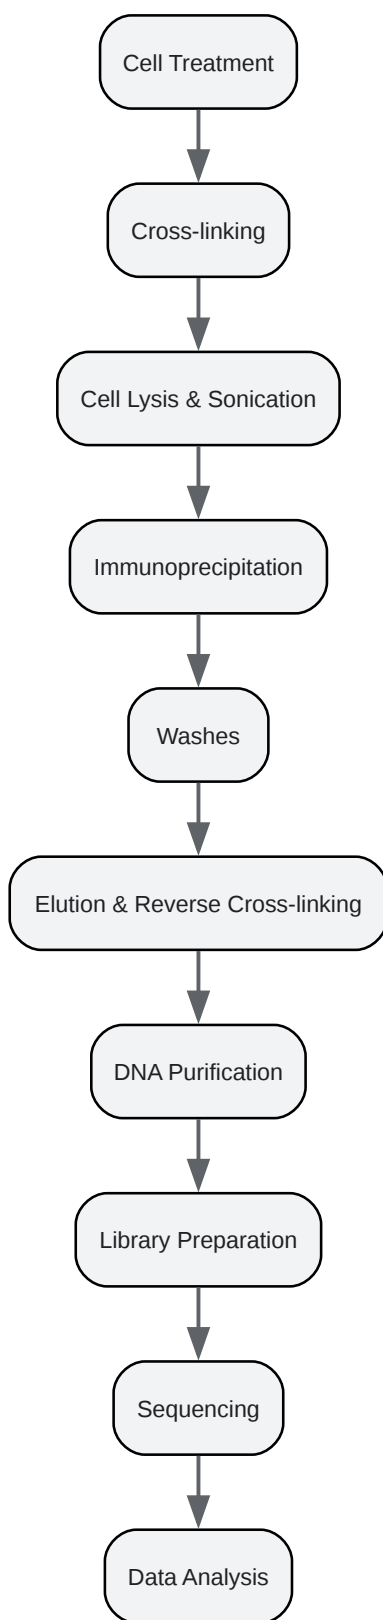 Cell Treatment
Cross-linking
Cell Lysis & Sonication
Immunoprecipitation
Washes
Elution & Reverse Cross-linking
DNA Purification
Library Preparation
Sequencing
Data Analysis